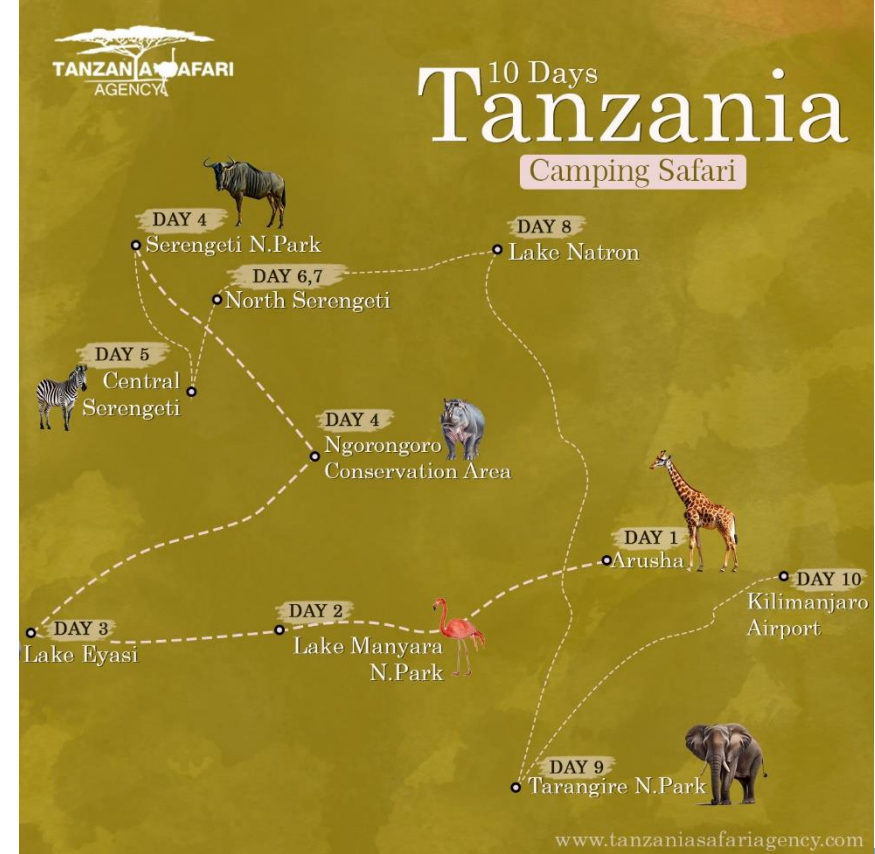 TANZANIA SAFARI
AGENCY
10 Days
Tanzania
Camping Safari
DAY 4
Serengeti N.Park
DAY 8
Lake Natron
DAY 6,7
North Serengeti
DAY 5
Central
Serengeti
DAY 4
Ngorongoro
Conservation Area
DAY 1
Arusha
DAY 10
Kilimanjaro
Airport
DAY 2
Lake Manyara
N.Park
DAY 3
Lake Eyasi
DAY 9
Tarangire N.Park
www.tanzaniasafariagency.com